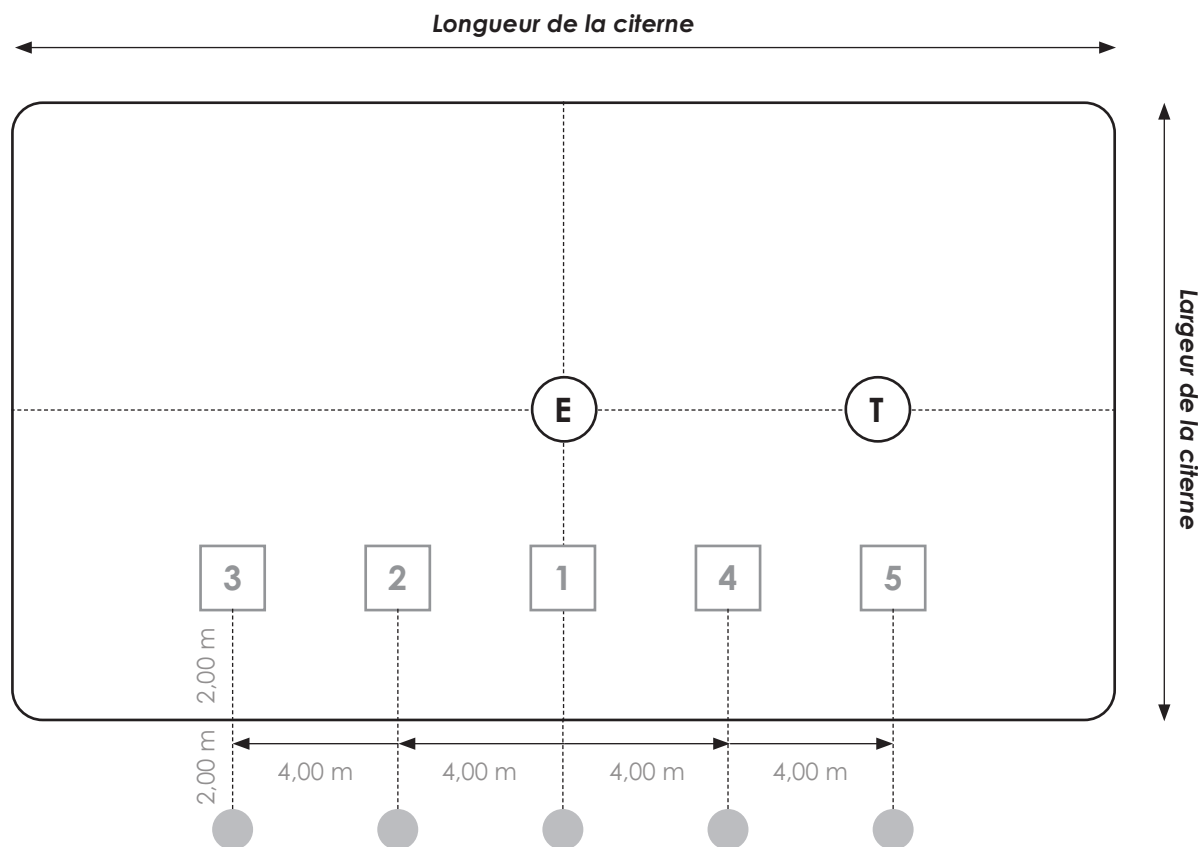 Longueur de la citerne
Largeur de la citerne
E
T
3
2
1
4
5
2,00 m
2,00 m
4,00 m
4,00 m
4,00 m
4,00 m